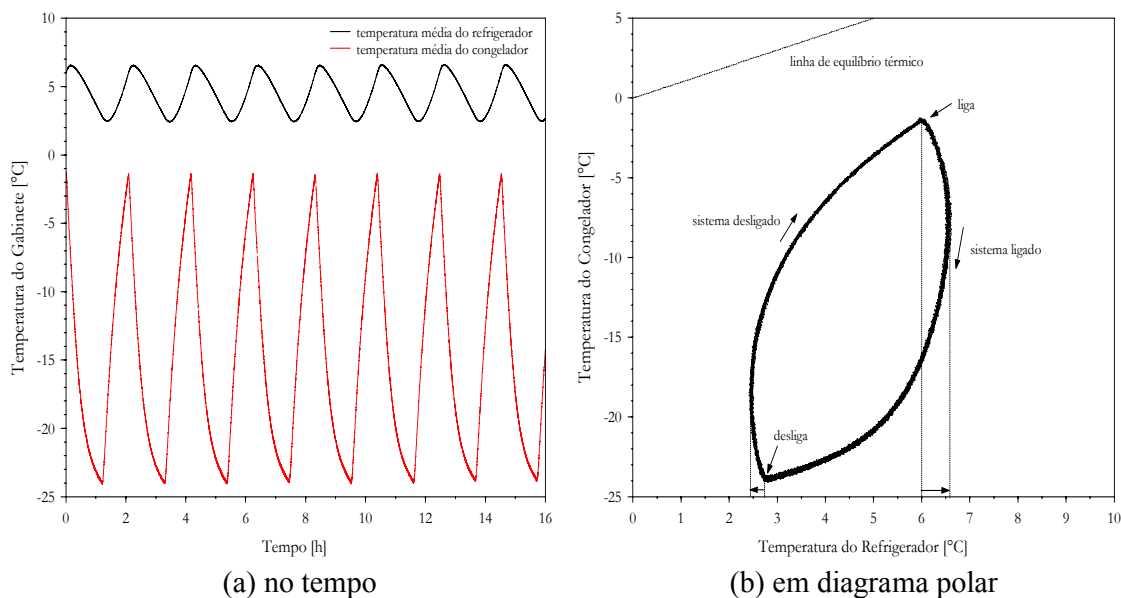 10
5
0
-5
-10
-15
-20
-25
Temperatura do Gabinete [°C]
temperatura média do refrigerador
temperatura média do congelador
0 2 4 6 8 10 12 14 16
Tempo [h]
(a) no tempo
5
0
-5
-10
-15
-20
-25
Temperatura do Congelador [°C]
linha de equilíbrio térmico
liga
sistema desligado
sistema ligado
desliga
0 1 2 3 4 5 6 7 8 9 10
Temperatura do Refrigerador [°C]
(b) em diagrama polar